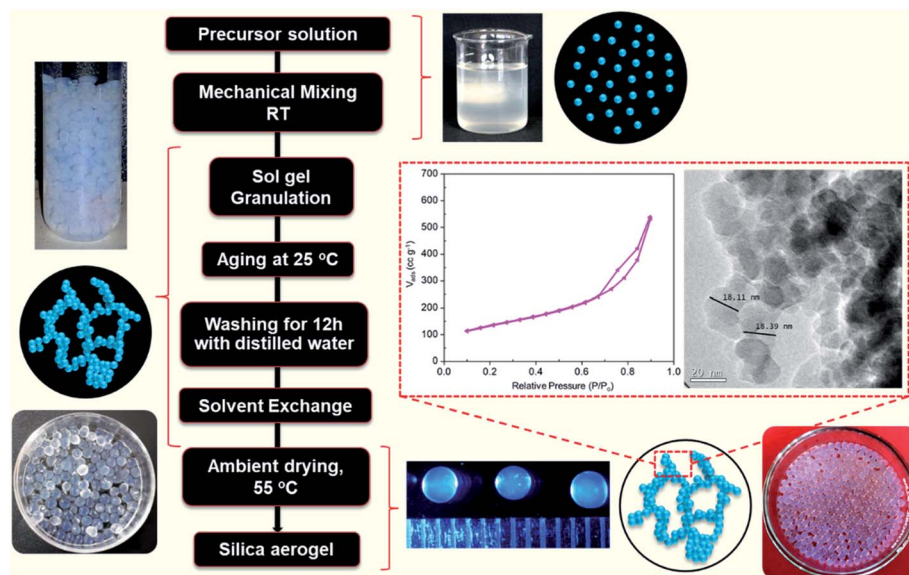 Precursor solution
Mechanical Mixing
RT
Sol gel
Granulation
Aging at 25 °C
Washing for 12h
with distilled water
Solvent Exchange
Ambient drying,
55 °C
Silica aerogel
700
600
500
400
300
200
100
0
V_ads (cc g⁻¹)
0.0 0.2 0.4 0.6 0.8 1.0
Relative Pressure (P/P₀)
18.11 nm
18.39 nm
20 nm